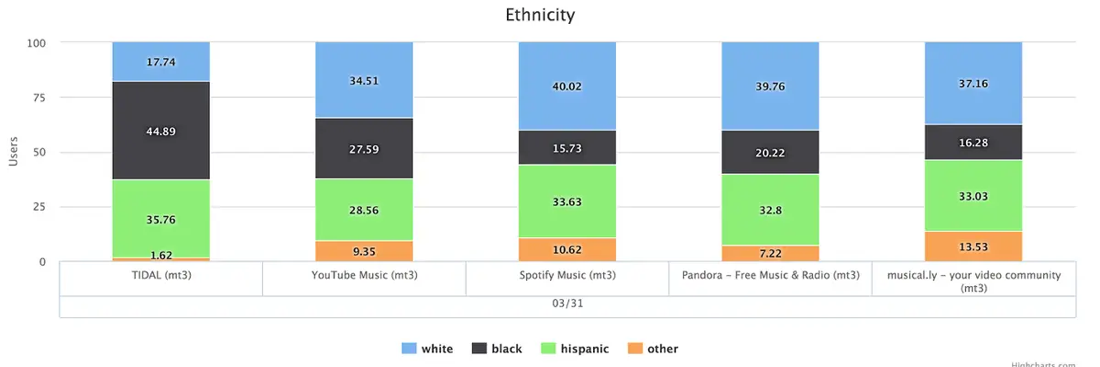 Ethnicity
100
75
50
25
0
Users
17.74
44.89
35.76
1.62
34.51
27.59
28.56
9.35
40.02
15.73
33.63
10.62
39.76
20.22
32.8
7.22
37.16
16.28
33.03
13.53
TIDAL (mt3)
YouTube Music (mt3)
Spotify Music (mt3)
Pandora – Free Music & Radio (mt3)
musical.ly – your video community
(mt3)
03/31
white black hispanic other
Highcharts.com